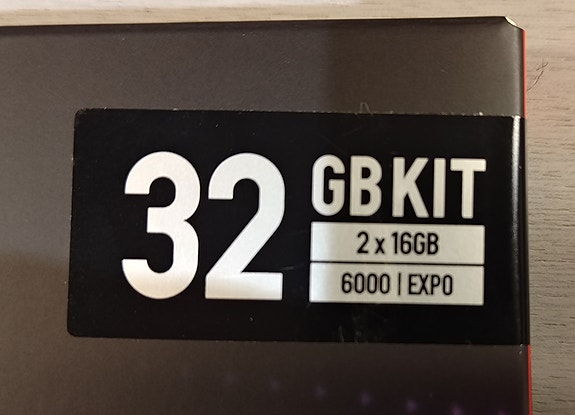 32 GB KIT
2 x 16GB
6000 | EXPO